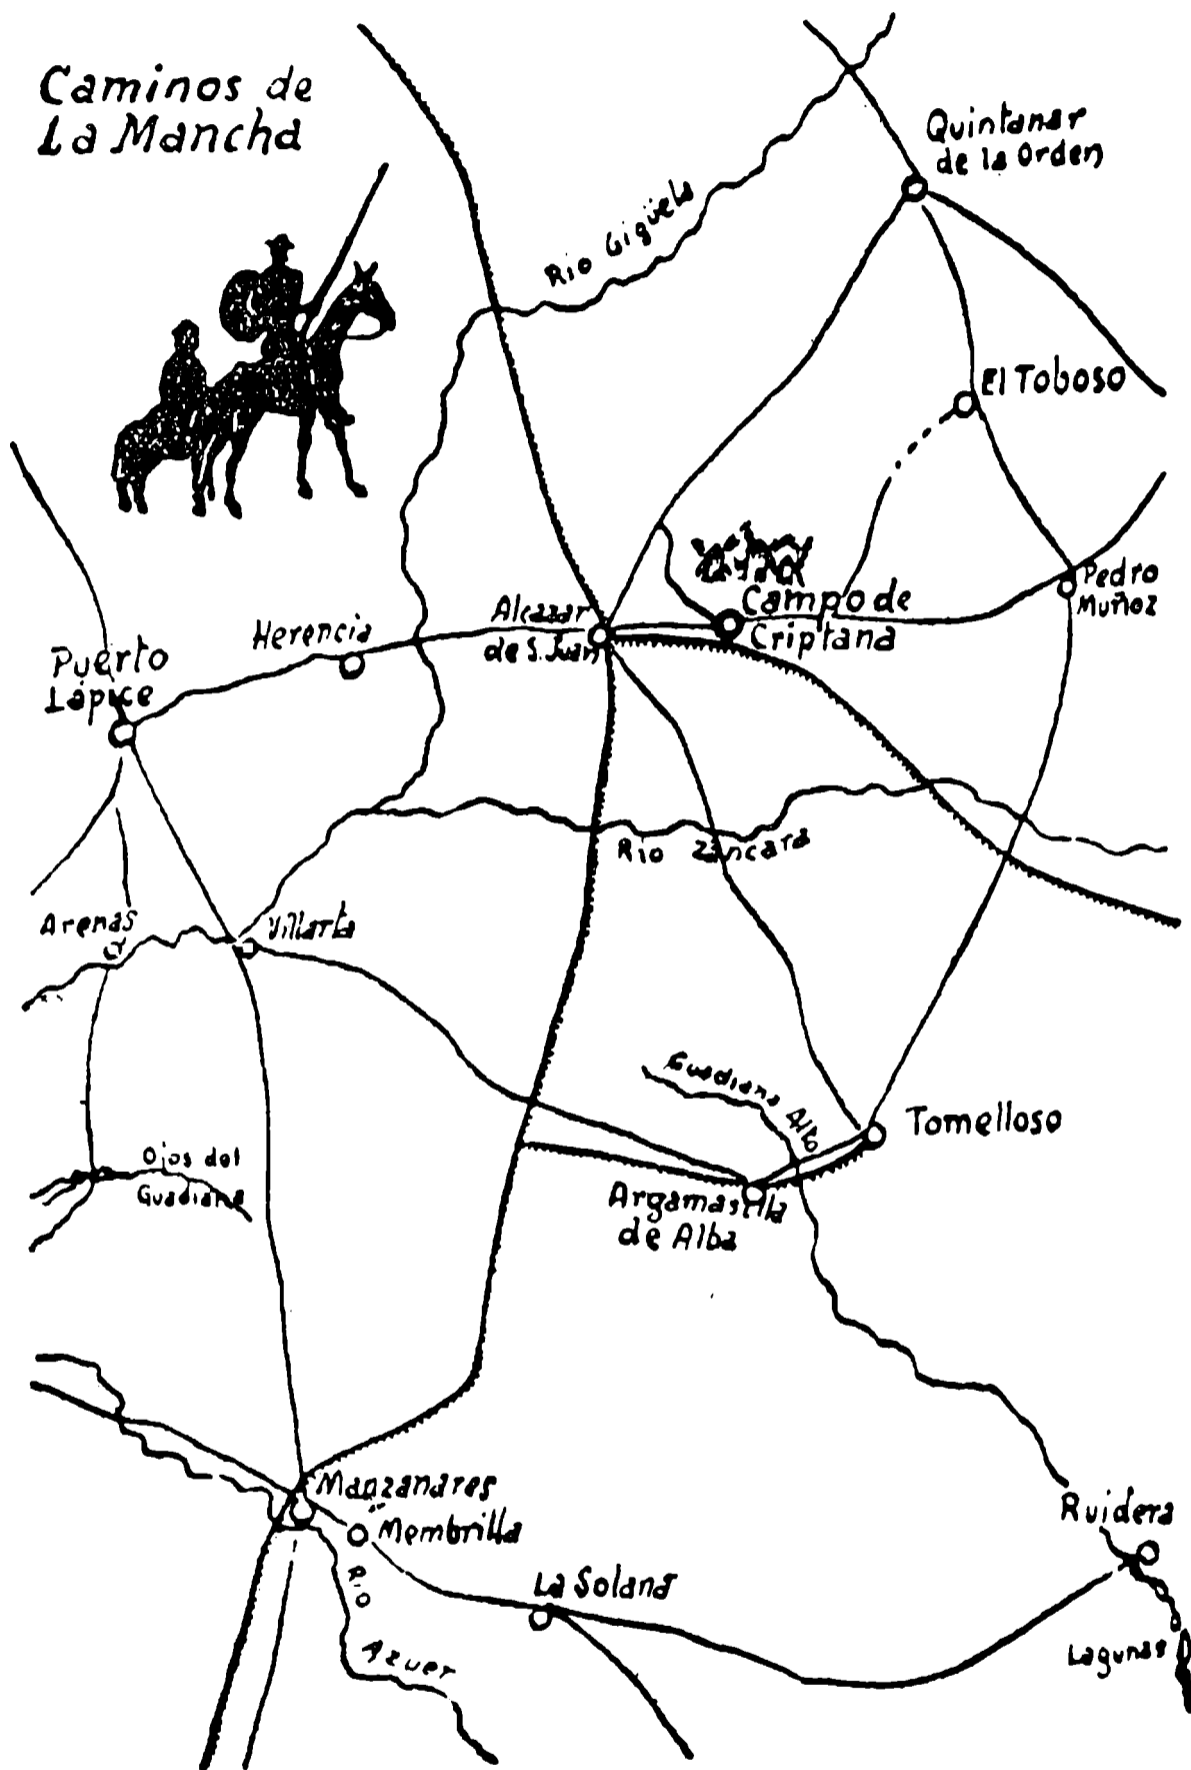 Caminos de
La Mancha
Quintanar
de la Orden
Rio Gigüela
El Toboso
Pedro
Muñoz
Campo de
Criptana
Alcazar
de S. Juan
Herencia
Puerto
Lápice
Rio Záncara
Arenas
Villarta
Guadiana Alto
Tomelloso
Ojos del
Guadiana
Argamasilla
de Alba
Manzanares
Membrilla
Ruidera
La Solana
Rio
Azuer
Lagunas